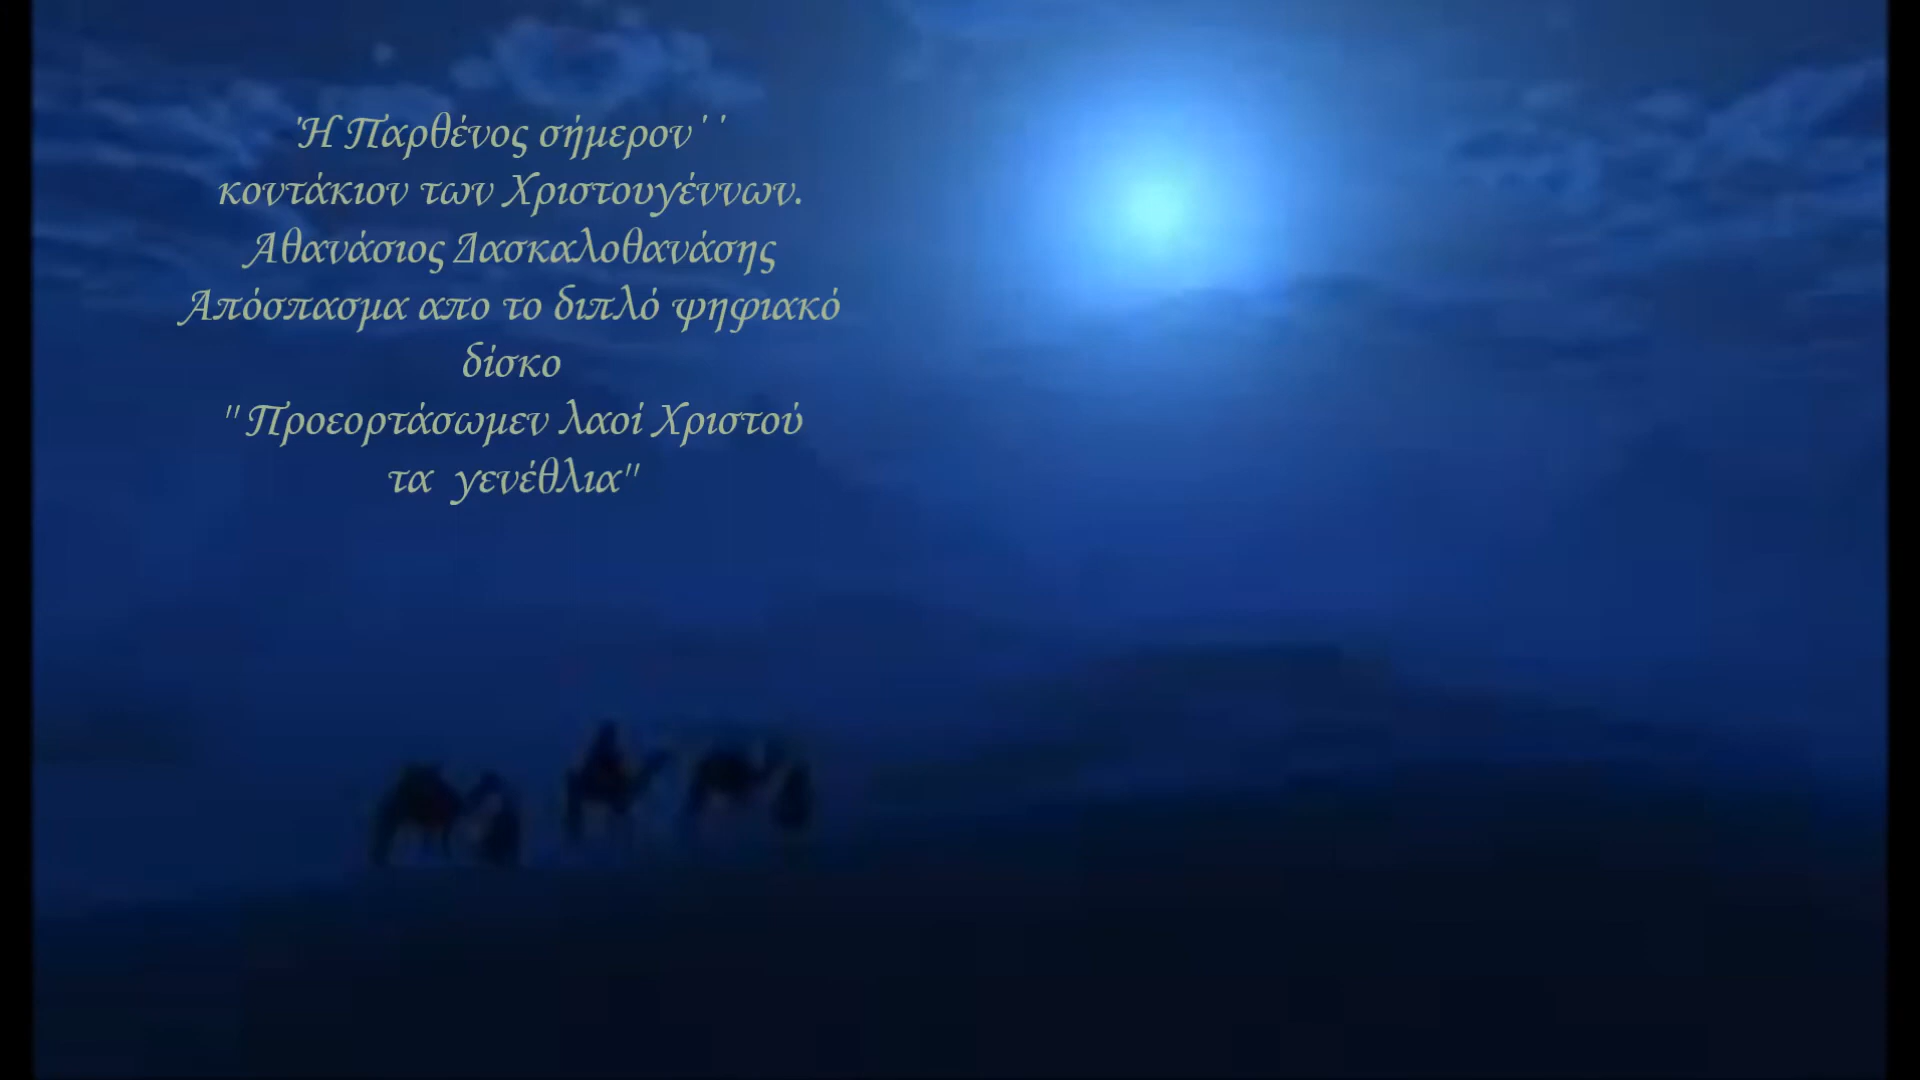 Ἡ Παρθένος σήμερον΄΄
κοντάκιον των Χριστουγέννων.
Αθανάσιος Δασκαλοθανάσης
Απόσπασμα απο το διπλό ψηφιακό
δίσκο
"Προεορτάσωμεν λαοί Χριστού
τα γενέθλια"